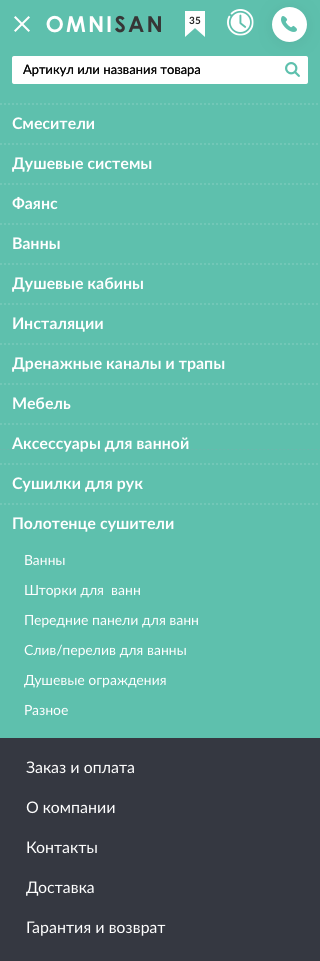 OMNISAN
35
Артикул или названия товара
Смесители
Душевые системы
Фаянс
Ванны
Душевые кабины
Инсталяции
Дренажные каналы и трапы
Мебель
Аксессуары для ванной
Сушилки для рук
Полотенце сушители
Ванны
Шторки для  ванн
Передние панели для ванн
Слив/перелив для ванны
Душевые ограждения
Разное
Заказ и оплата
О компании
Контакты
Доставка
Гарантия и возврат